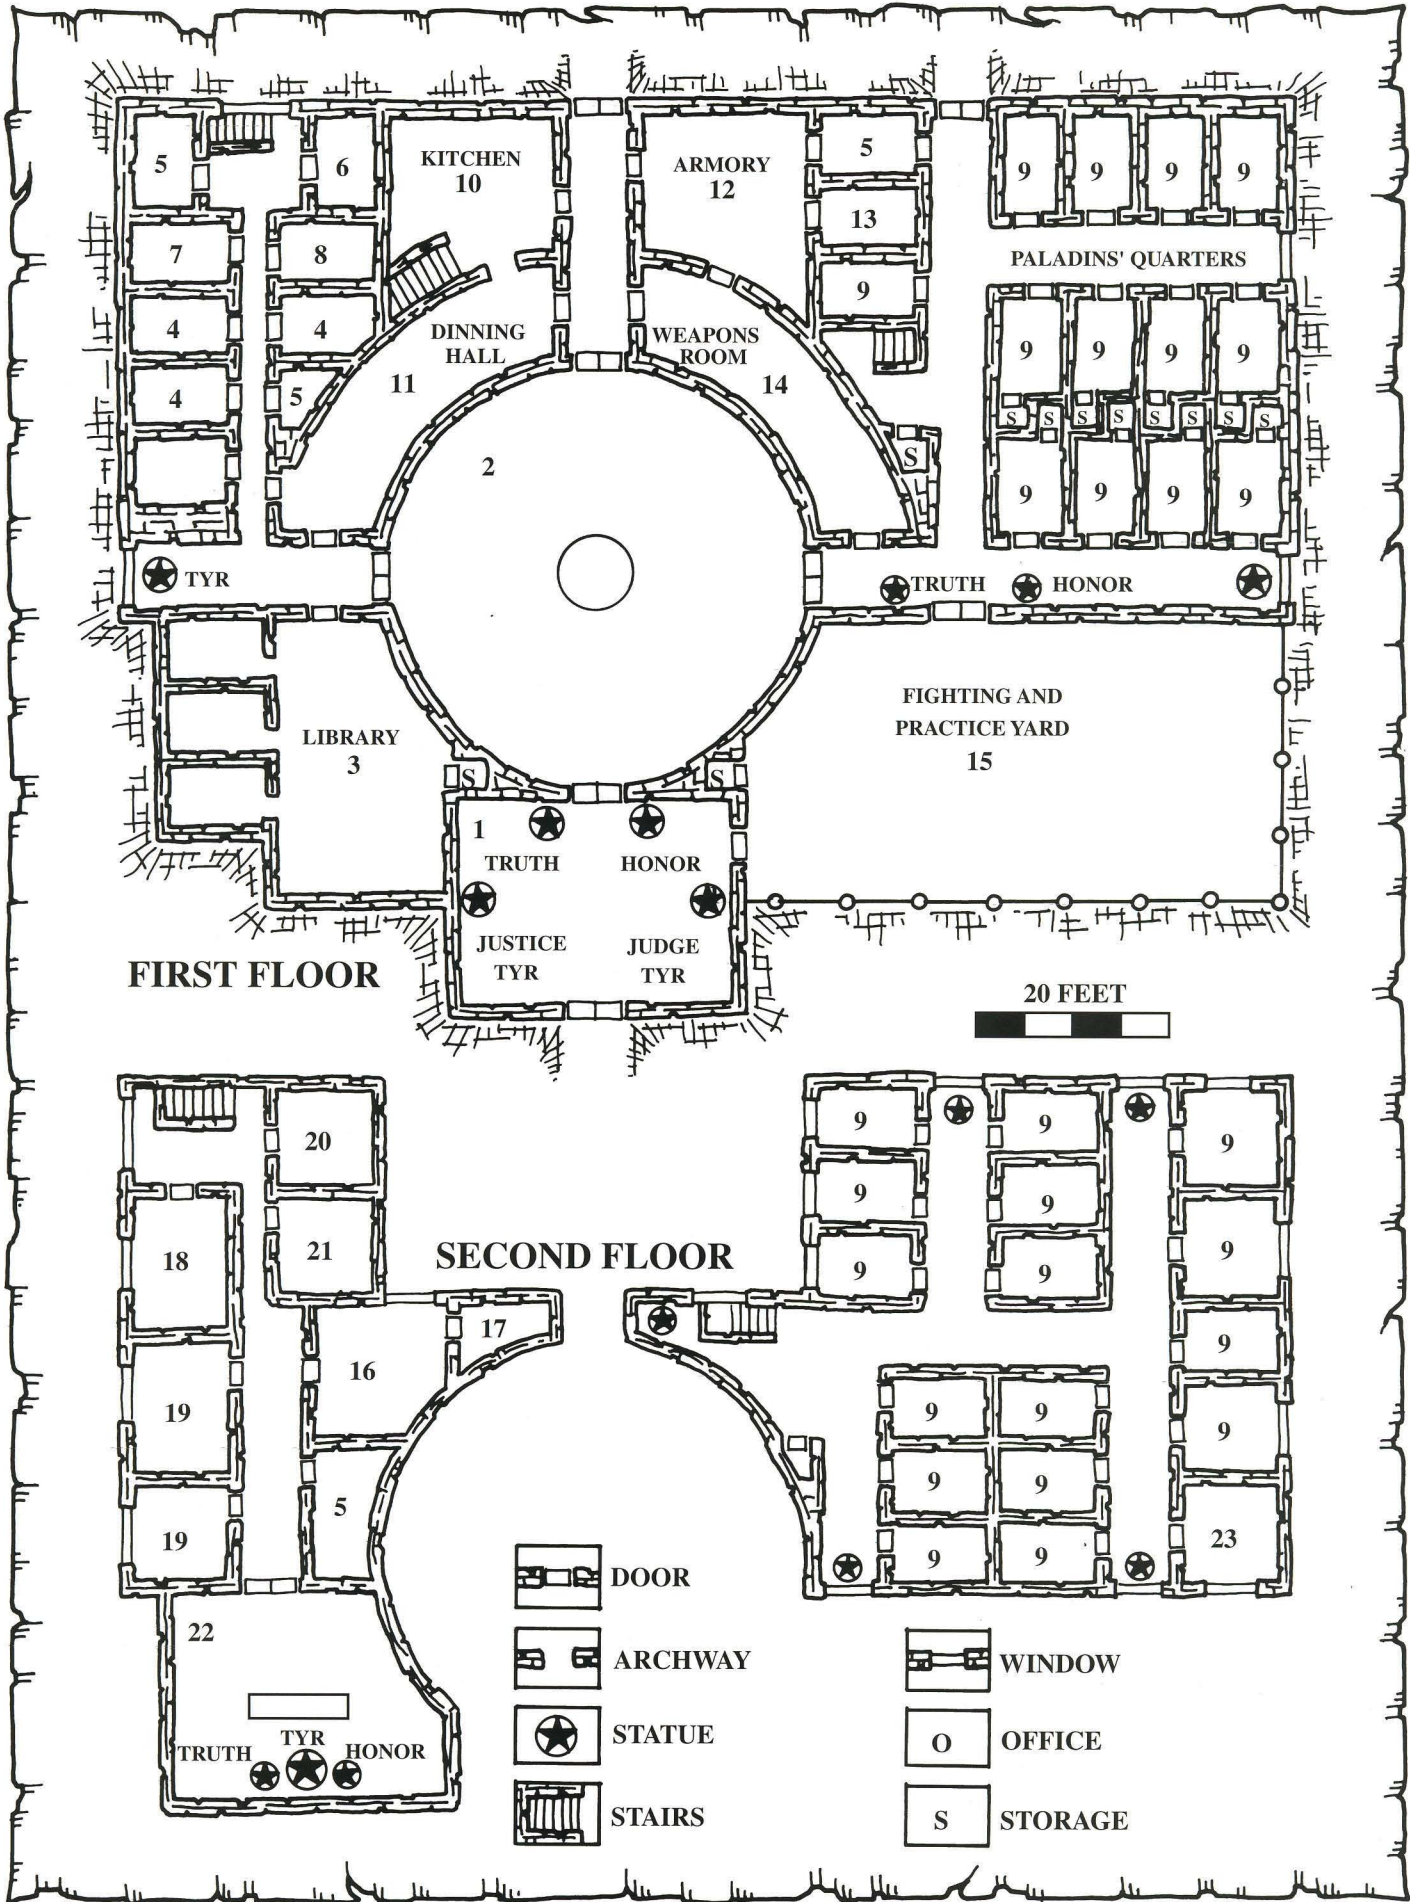 5
6
KITCHEN
10
ARMORY
12
5
9
9
9
9
13
7
8
PALADINS' QUARTERS
9
4
4
DINNING
HALL
11
WEAPONS
ROOM
14
9
9
9
9
4
5
S
S
S
S
S
S
S
S
2
S
9
9
9
9
TYR
TRUTH
HONOR
FIGHTING AND
PRACTICE YARD
15
LIBRARY
3
S
S
1
TRUTH
HONOR
JUSTICE
TYR
JUDGE
TYR
FIRST FLOOR
20 FEET
20
9
9
9
9
9
18
21
SECOND FLOOR
9
9
9
17
9
16
19
9
9
9
9
9
5
19
9
9
23
22
DOOR
ARCHWAY
WINDOW
STATUE
O
OFFICE
TYR
TRUTH
HONOR
STAIRS
S
STORAGE